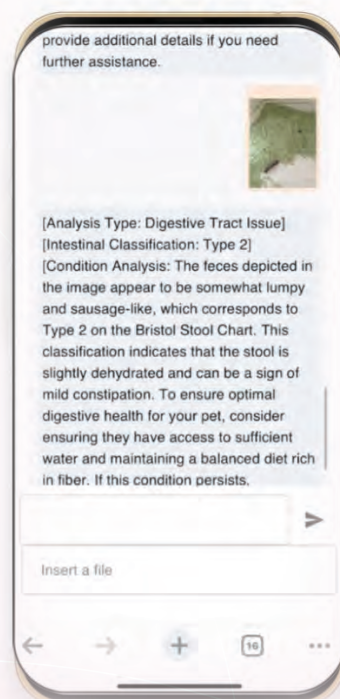 provide additional details if you need
further assistance.
[Analysis Type: Digestive Tract Issue]
[Intestinal Classification: Type 2]
[Condition Analysis: The feces depicted in
the image appear to be somewhat lumpy
and sausage-like, which corresponds to
Type 2 on the Bristol Stool Chart. This
classification indicates that the stool is
slightly dehydrated and can be a sign of
mild constipation. To ensure optimal
digestive health for your pet, consider
ensuring they have access to sufficient
water and maintaining a balanced diet rich
in fiber. If this condition persists.
Insert a file
16